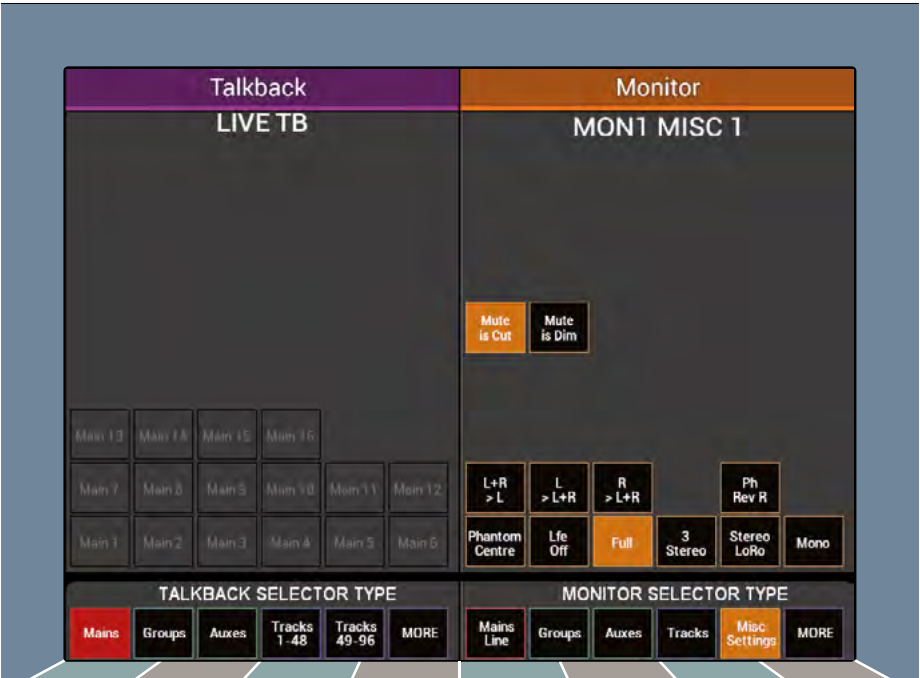 Talkback
Monitor
LIVE TB
MON1 MISC 1
Mute
is Cut
Mute
is Dim
Main 13
Main 14
Main 15
Main 16
Main 7
Main 8
Main 9
Main 10
Main 11
Main 12
Main 1
Main 2
Main 3
Main 4
Main 5
Main 6
L+R
> L
L
> L+R
R
> L+R
Ph
Rev R
Phantom
Centre
Lfe
Off
Full
3
Stereo
Stereo
LoRo
Mono
TALKBACK SELECTOR TYPE
Mains
Groups
Auxes
Tracks
1-48
Tracks
49-96
MORE
MONITOR SELECTOR TYPE
Mains
Line
Groups
Auxes
Tracks
Misc
Settings
MORE